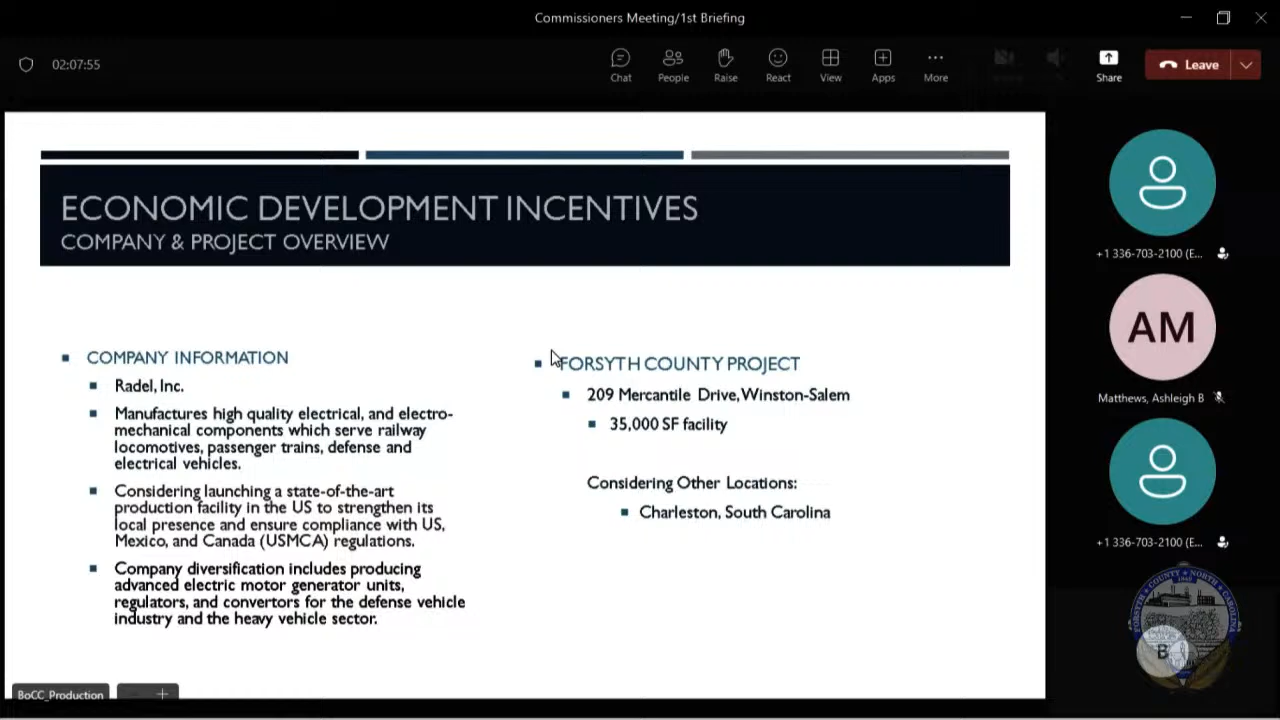 Commissioners Meeting/1st Briefing
02:07:55
Chat
People
Raise
React
View
Apps
More
Share
Leave
ECONOMIC DEVELOPMENT INCENTIVES
COMPANY & PROJECT OVERVIEW
COMPANY INFORMATION
Radel, Inc.
Manufactures high quality electrical, and electro-
mechanical components which serve railway
locomotives, passenger trains, defense and
electrical vehicles.
Considering launching a state-of-the-art
production facility in the US to strengthen its
local presence and ensure compliance with US,
Mexico, and Canada (USMCA) regulations.
Company diversification includes producing
advanced electric motor generator units,
regulators, and convertors for the defense vehicle
industry and the heavy vehicle sector.
FORSYTH COUNTY PROJECT
209 Mercantile Drive, Winston-Salem
35,000 SF facility
Considering Other Locations:
Charleston, South Carolina
+1 336-703-2100 (E...
AM
Matthews, Ashleigh B
+1 336-703-2100 (E...
FORSYTH COUNTY NORTH CAROLINA
B
BoCC_Production